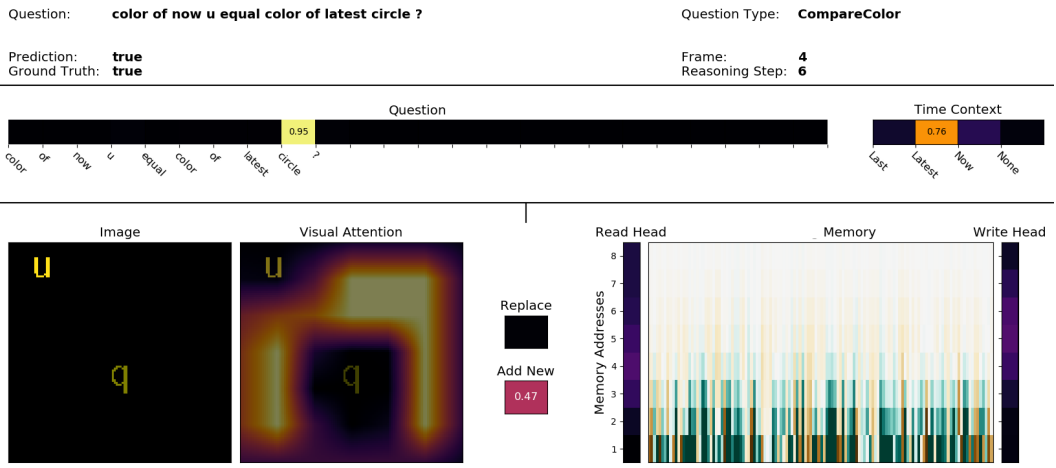 Question: color of now u equal color of latest circle ? Question Type: CompareColor
Prediction: true Frame: 4
Ground Truth: true Reasoning Step: 6
Question Time Context
0.95 0.76
color of now u equal color of latest circle ? Last Latest Now None
Image Visual Attention Read Head Memory Write Head
u u
q q
Replace
Add New
0.47
Memory Addresses
8
7
6
5
4
3
2
1